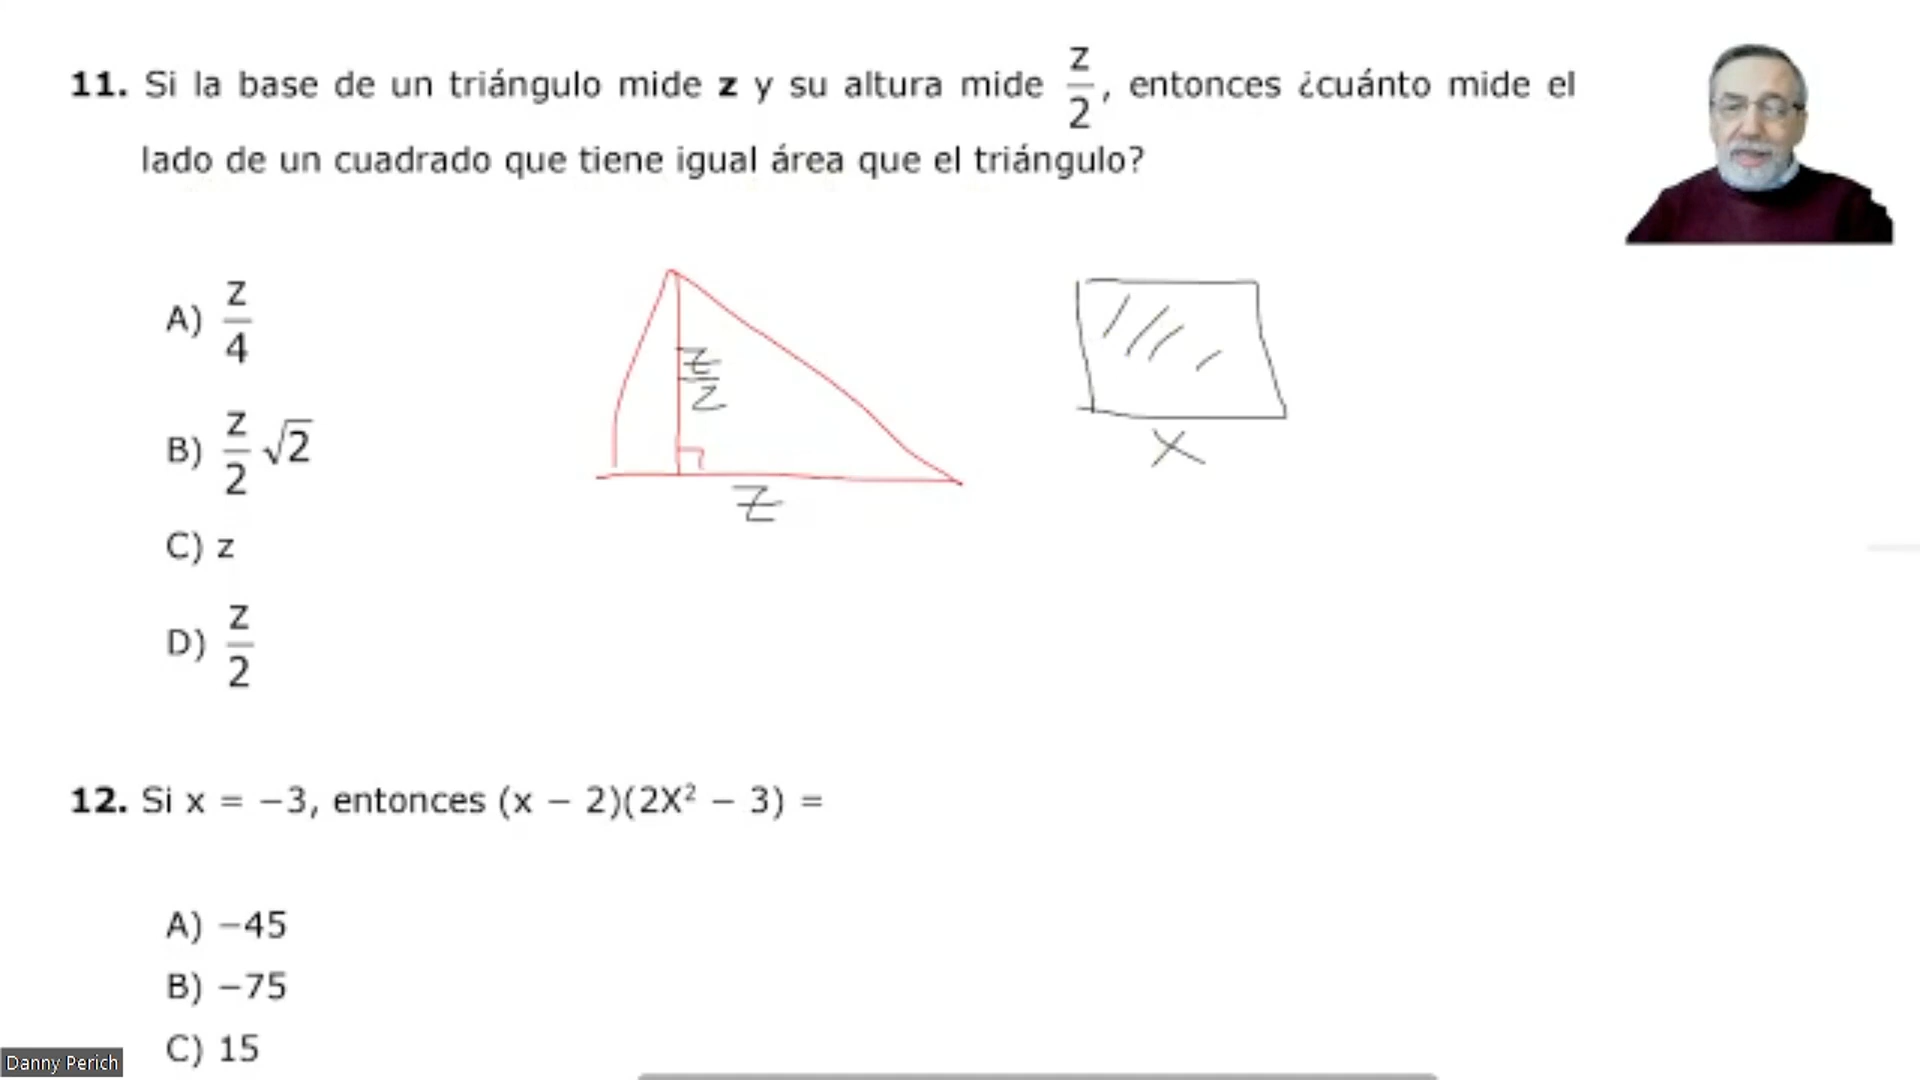 11. Si la base de un triángulo mide z y su altura mide z/2, entonces ¿cuánto mide el
lado de un cuadrado que tiene igual área que el triángulo?
A) z/4
B) z/2 √2
C) z
D) z/2
z/2
z
x
12. Si x = −3, entonces (x − 2)(2X² − 3) =
A) −45
B) −75
C) 15
Danny Perich